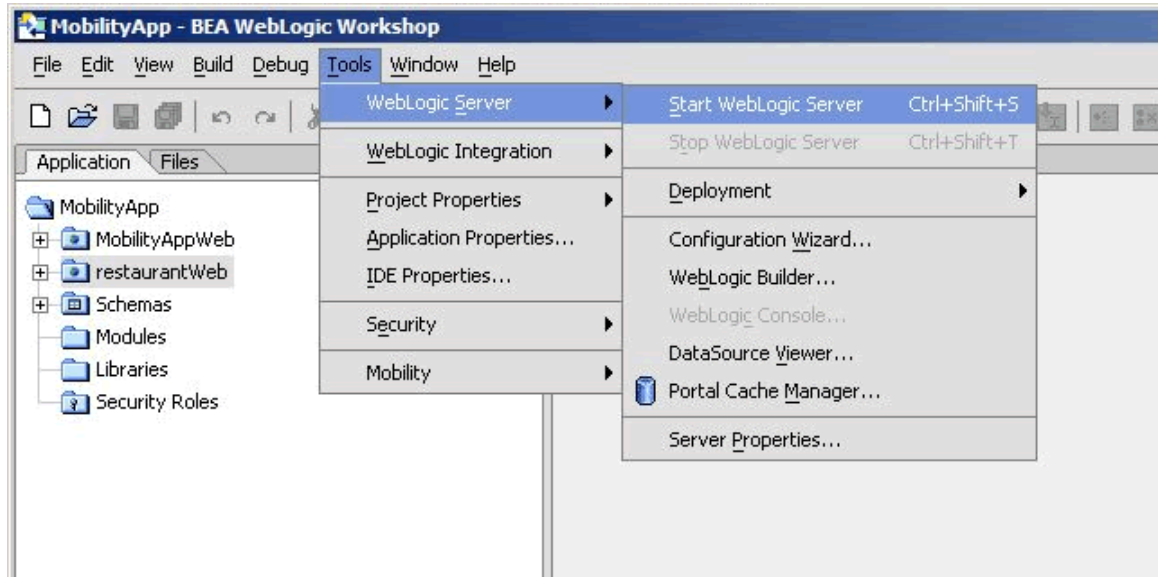 MobilityApp - BEA WebLogic Workshop
File Edit View Build Debug Tools Window Help
Application Files
MobilityApp
MobilityAppWeb
restaurantWeb
Schemas
Modules
Libraries
Security Roles
WebLogic Server
WebLogic Integration
Project Properties
Application Properties...
IDE Properties...
Security
Mobility
Start WebLogic Server Ctrl+Shift+S
Stop WebLogic Server Ctrl+Shift+T
Deployment
Configuration Wizard...
WebLogic Builder...
WebLogic Console...
DataSource Viewer...
Portal Cache Manager...
Server Properties...